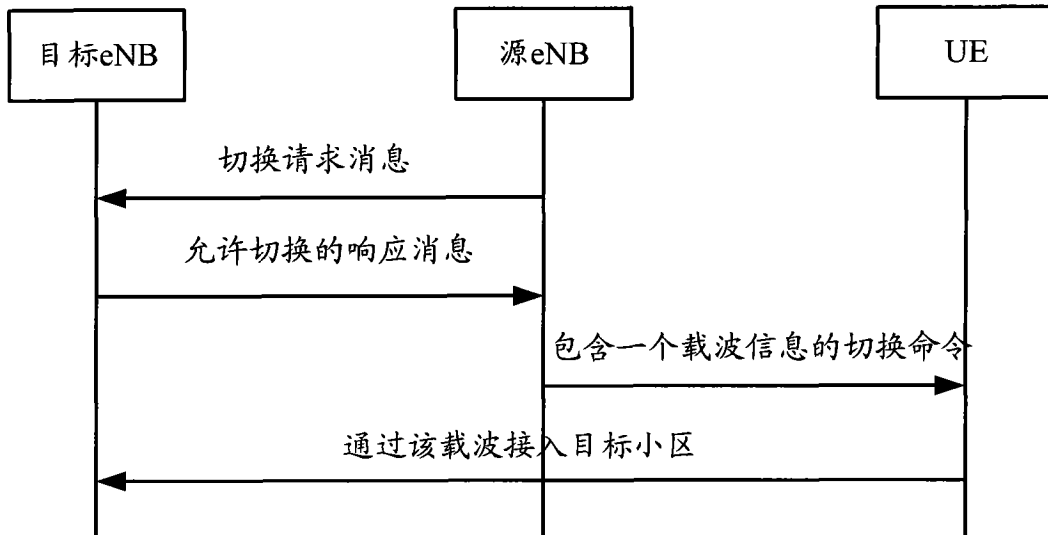 目标eNB
源eNB
UE
切换请求消息
允许切换的响应消息
包含一个载波信息的切换命令
通过该载波接入目标小区